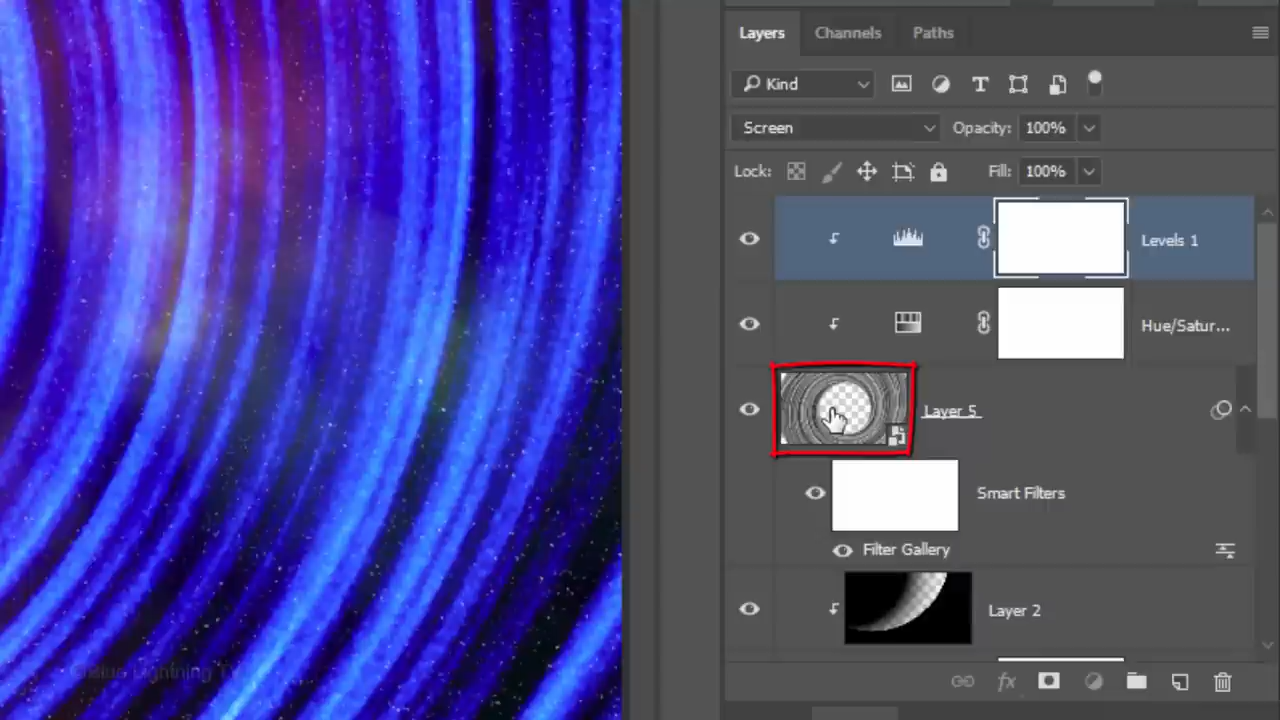 Layers Channels Paths
Kind
Screen Opacity: 100%
Lock: Fill: 100%
Levels 1
Hue/Satur...
Layer 5
Smart Filters
Filter Gallery
Layer 2
fx